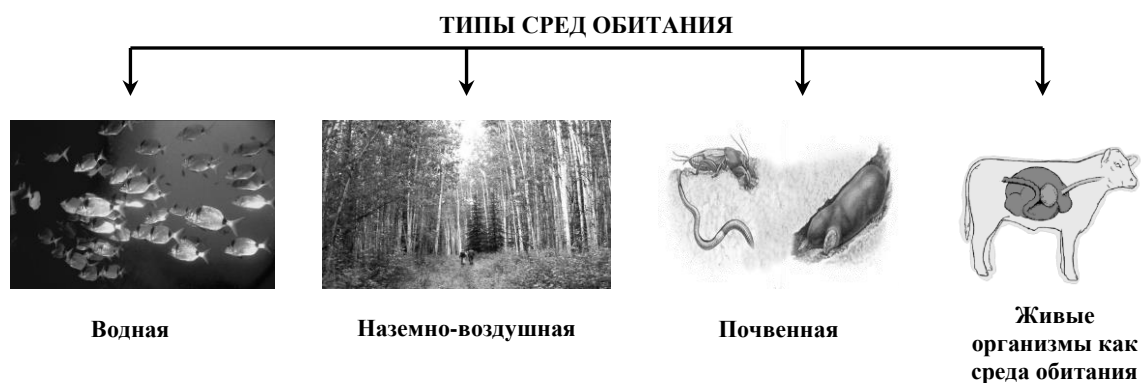 ТИПЫ СРЕД ОБИТАНИЯ
Водная
Наземно-воздушная
Почвенная
Живые
организмы как
среда обитания